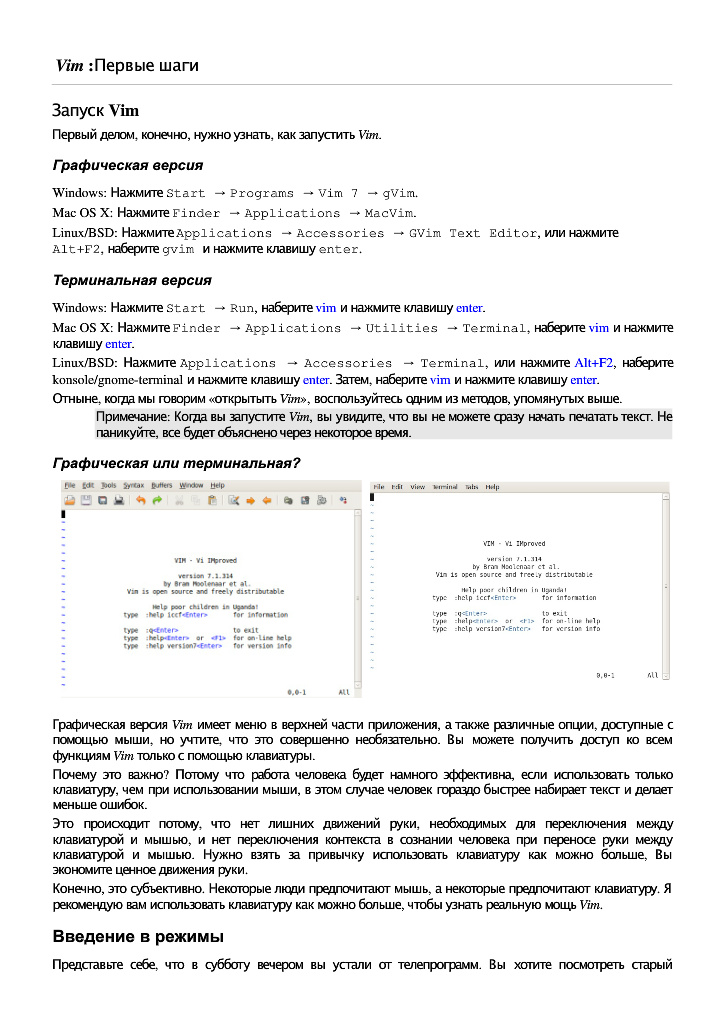 Vim :Первые шаги
Запуск Vim
Первый делом, конечно, нужно узнать, как запустить Vim.
Графическая версия
Windows: Нажмите Start → Programs → Vim 7 → gVim.
Mac OS X: Нажмите Finder → Applications → MacVim.
Linux/BSD: Нажмите Applications → Accessories → GVim Text Editor, или нажмите
Alt+F2, наберите gvim и нажмите клавишу enter.
Терминальная версия
Windows: Нажмите Start → Run, наберите vim и нажмите клавишу enter.
Mac OS X: Нажмите Finder → Applications → Utilities → Terminal, наберите vim и нажмите
клавишу enter.
Linux/BSD: Нажмите Applications → Accessories → Terminal, или нажмите Alt+F2, наберите
konsole/gnome-terminal и нажмите клавишу enter. Затем, наберите vim и нажмите клавишу enter.
Отныне, когда мы говорим «открытыть Vim», воспользуйтесь одним из методов, упомянутых выше.
Примечание: Когда вы запустите Vim, вы увидите, что вы не можете сразу начать печатать текст. Не
паникуйте, все будет объяснено через некоторое время.
Графическая или терминальная?
File Edit Tools Syntax Buffers Window Help
~
~
VIM - Vi IMproved
version 7.1.314
by Bram Moolenaar et al.
Vim is open source and freely distributable
Help poor children in Uganda!
type :help iccf<Enter> for information
type :q<Enter> to exit
type :help<Enter> or <F1> for on-line help
type :help version7<Enter> for version info
0,0-1 All
File Edit View Terminal Tabs Help
~
~
VIM - Vi IMproved
version 7.1.314
by Bram Moolenaar et al.
Vim is open source and freely distributable
Help poor children in Uganda!
type :help iccf<Enter> for information
type :q<Enter> to exit
type :help<Enter> or <F1> for on-line help
type :help version7<Enter> for version info
0,0-1 All
Графическая версия Vim имеет меню в верхней части приложения, а также различные опции, доступные с
помощью мыши, но учтите, что это совершенно необязательно. Вы можете получить доступ ко всем
функциям Vim только с помощью клавиатуры.
Почему это важно? Потому что работа человека будет намного эффективна, если использовать только
клавиатуру, чем при использовании мыши, в этом случае человек гораздо быстрее набирает текст и делает
меньше ошибок.
Это происходит потому, что нет лишних движений руки, необходимых для переключения между
клавиатурой и мышью, и нет переключения контекста в сознании человека при переносе руки между
клавиатурой и мышью. Нужно взять за привычку использовать клавиатуру как можно больше, Вы
экономите ценное движения руки.
Конечно, это субъективно. Некоторые люди предпочитают мышь, а некоторые предпочитают клавиатуру. Я
рекомендую вам использовать клавиатуру как можно больше, чтобы узнать реальную мощь Vim.
Введение в режимы
Представьте себе, что в субботу вечером вы устали от телепрограмм. Вы хотите посмотреть старый